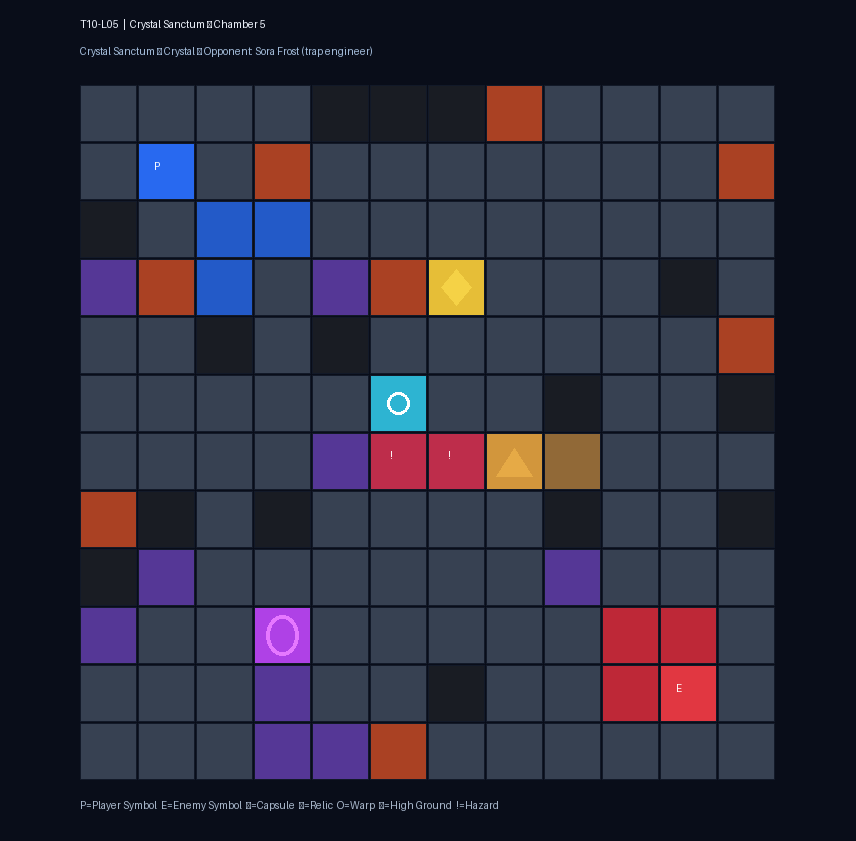 T10-L05 | Crystal Sanctum ▯ Chamber 5
Crystal Sanctum ▯ Crystal ▯ Opponent: Sora Frost (trap engineer)
P
! !
E
P=Player Symbol E=Enemy Symbol ▯=Capsule ▯=Relic O=Warp ▯=High Ground !=Hazard